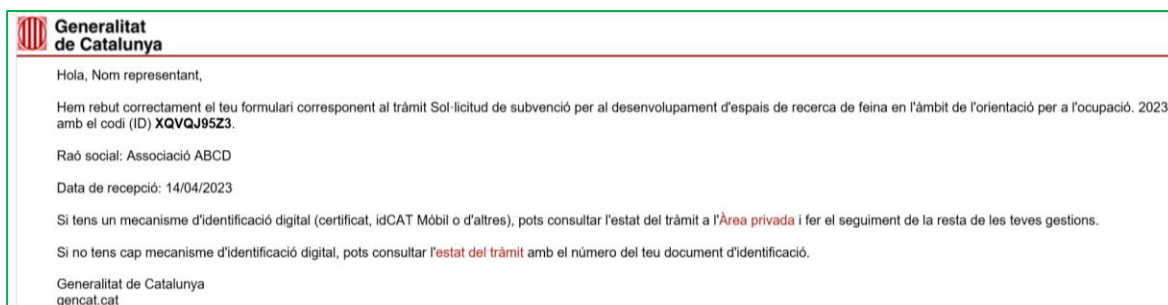 Generalitat
de Catalunya
Hola, Nom representant,
Hem rebut correctament el teu formulari corresponent al tràmit Sol·licitud de subvenció per al desenvolupament d'espais de recerca de feina en l'àmbit de l'orientació per a l'ocupació. 2023
amb el codi (ID) XQVQJ95Z3.
Raó social: Associació ABCD
Data de recepció: 14/04/2023
Si tens un mecanisme d'identificació digital (certificat, idCAT Mòbil o d'altres), pots consultar l'estat del tràmit a l'Àrea privada i fer el seguiment de la resta de les teves gestions.
Si no tens cap mecanisme d'identificació digital, pots consultar l'estat del tràmit amb el número del teu document d'identificació.
Generalitat de Catalunya
gencat.cat